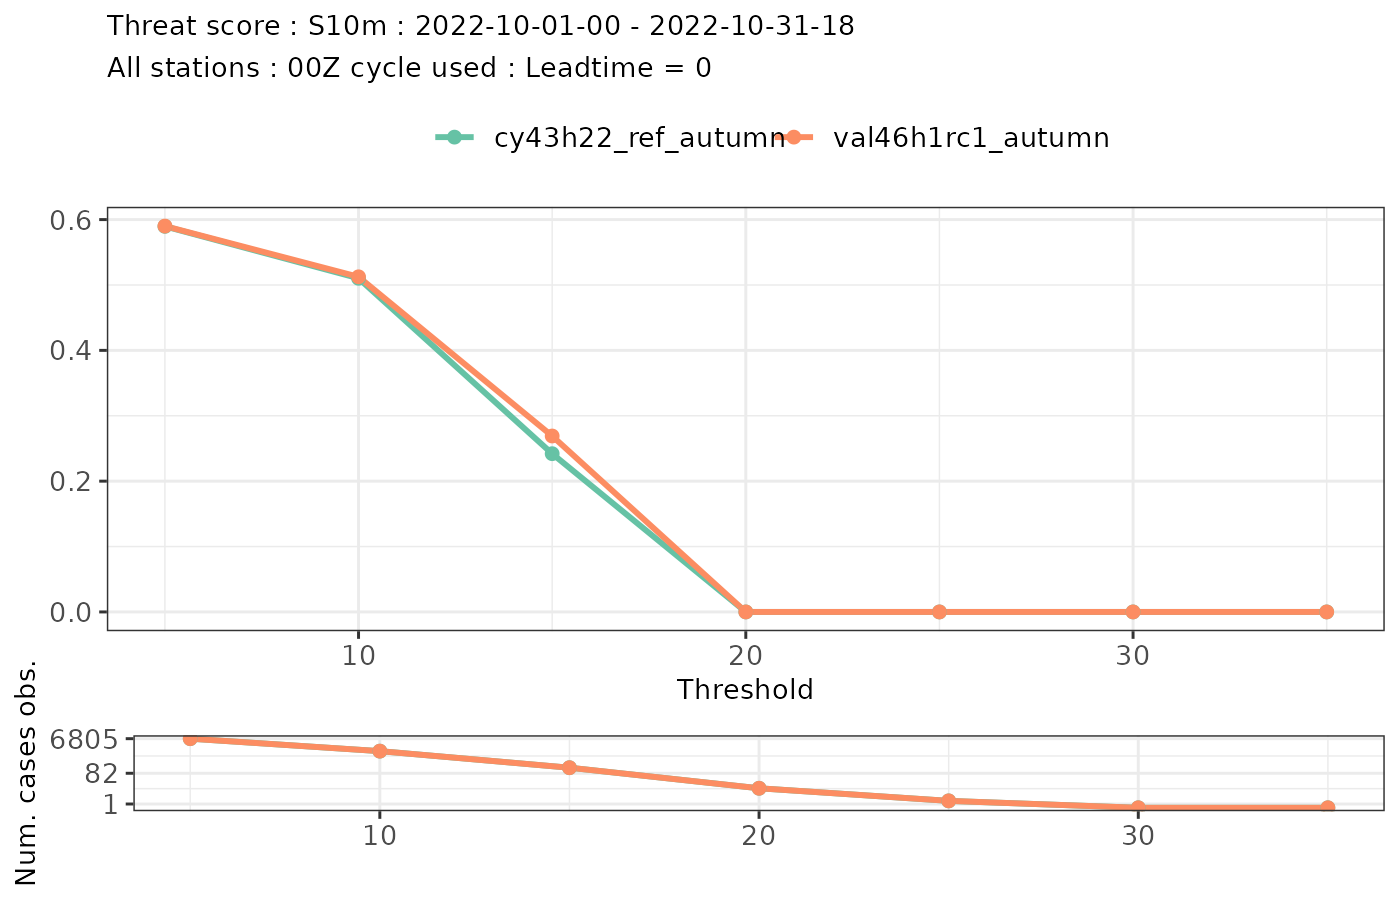 Threat score : S10m : 2022-10-01-00 - 2022-10-31-18
All stations : 00Z cycle used : Leadtime = 0
cy43h22_ref_autumn val46h1rc1_autumn
0.6
0.4
0.2
0.0
10 20 30
Threshold
Num. cases obs.
6805
82
1
10 20 30